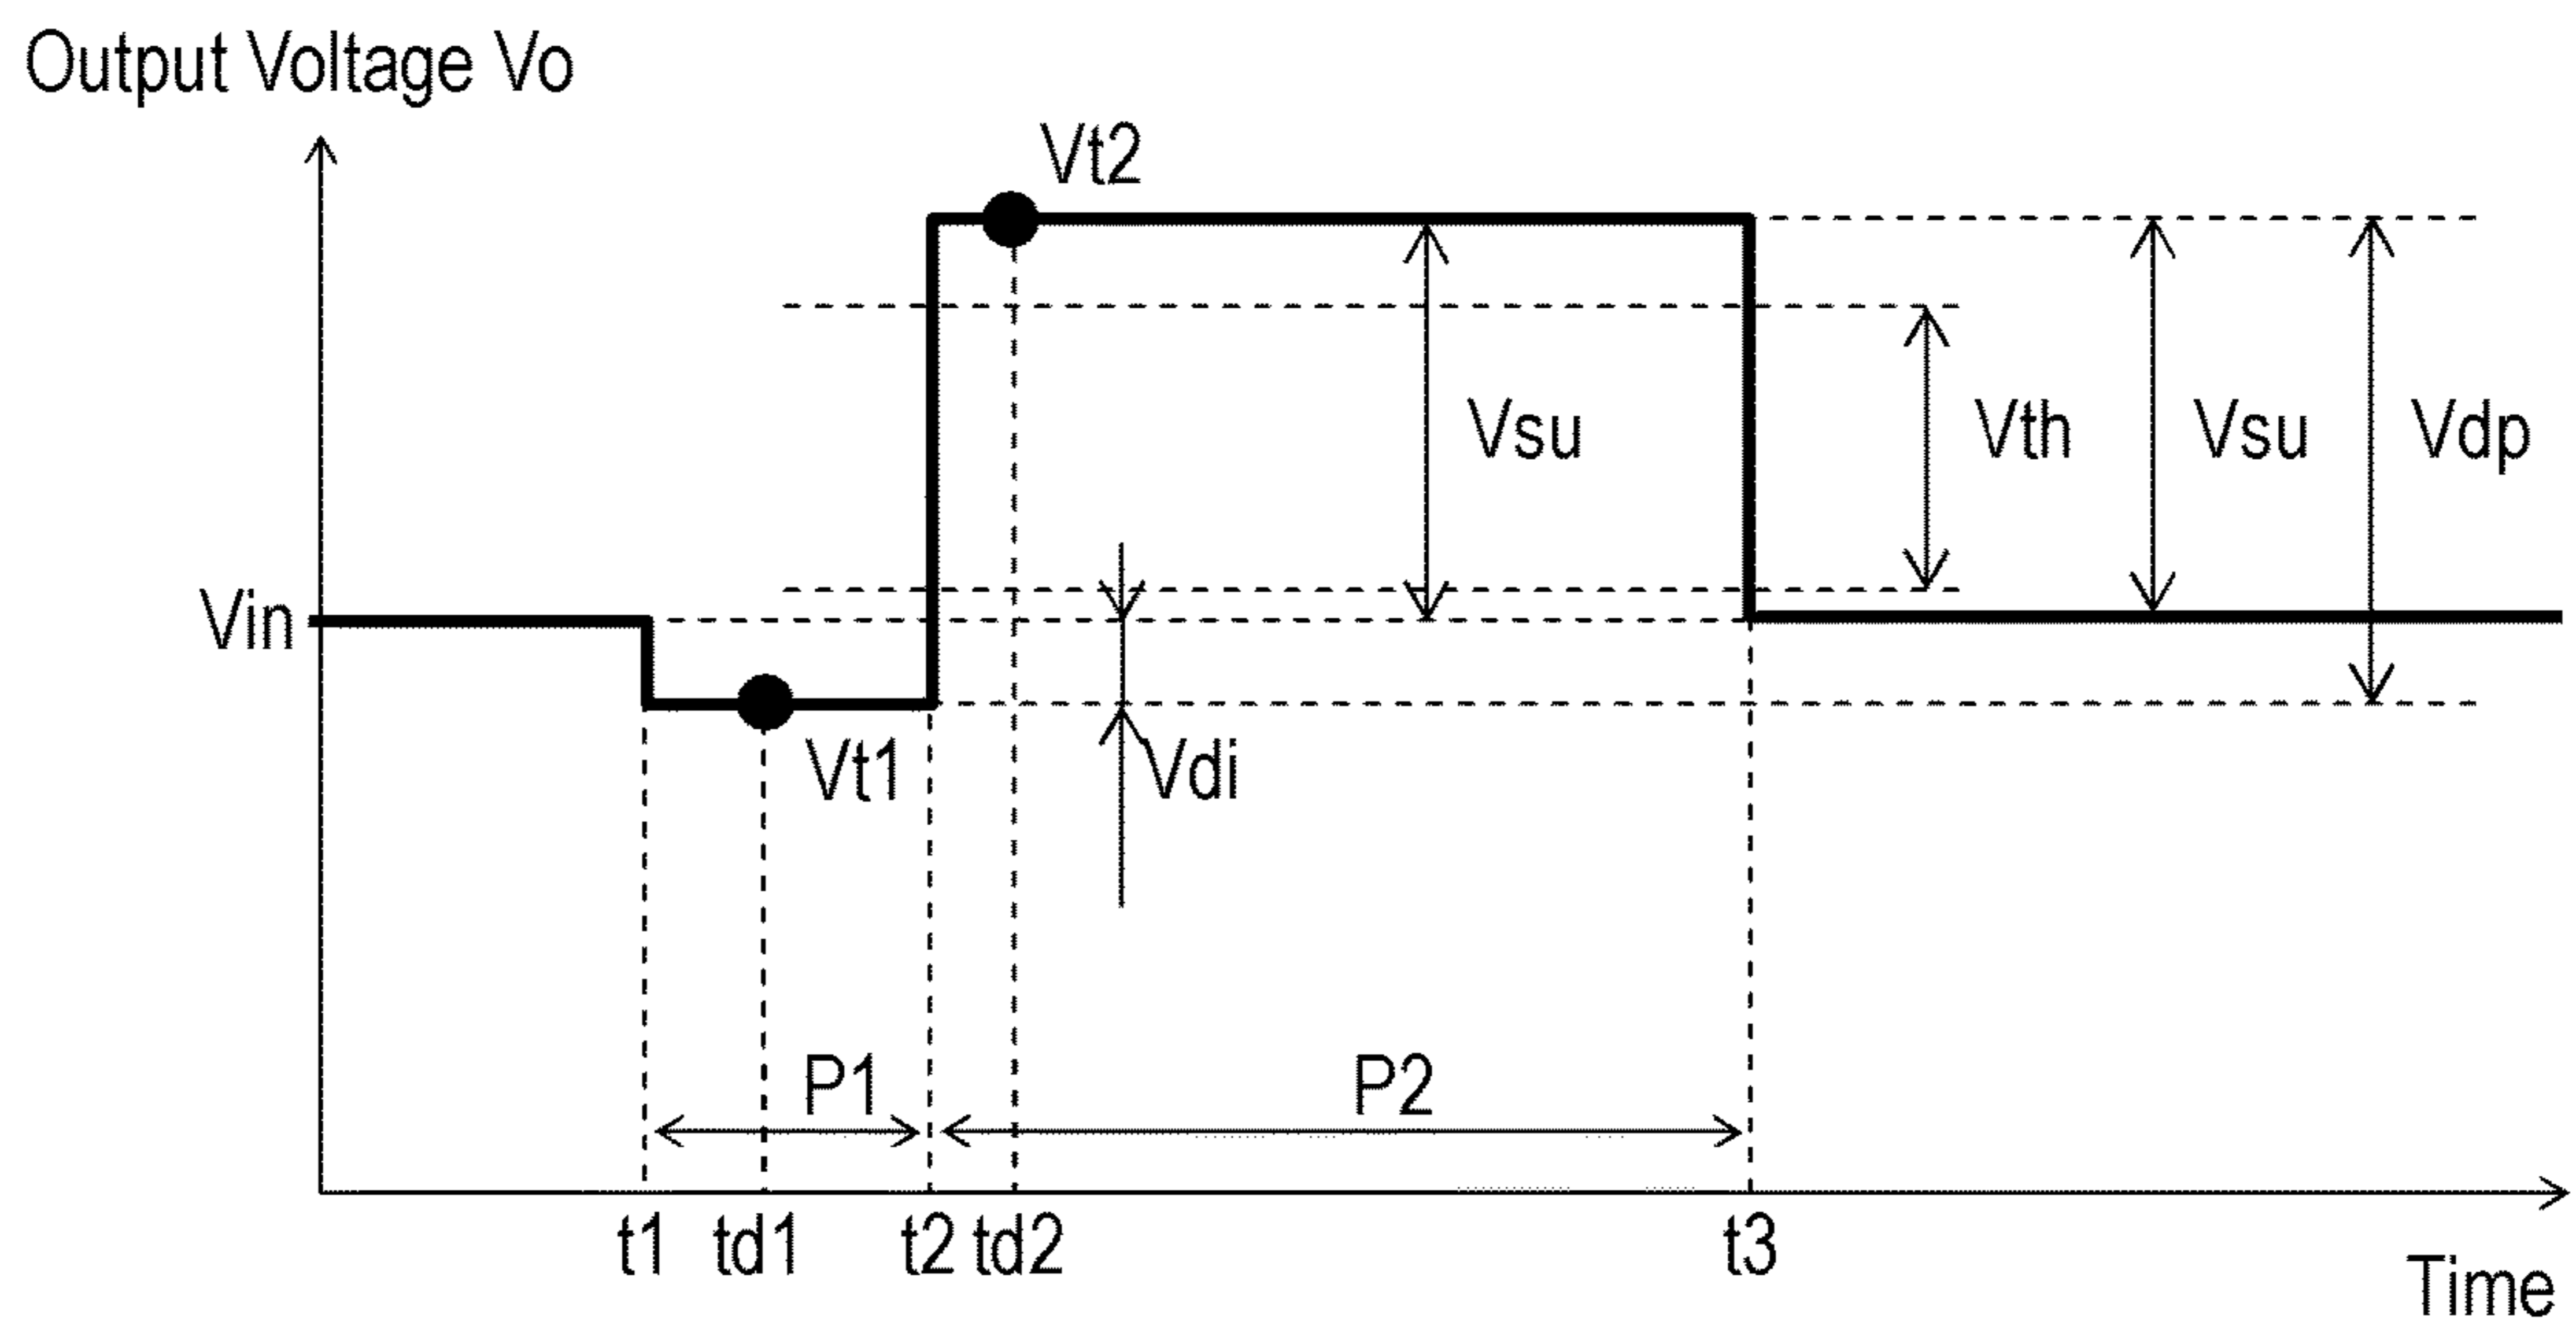 Output Voltage Vo
Vt2
Vsu
Vth
Vsu
Vdp
Vin
Vt1
Vdi
P1
P2
t1
td1
t2
td2
t3
Time